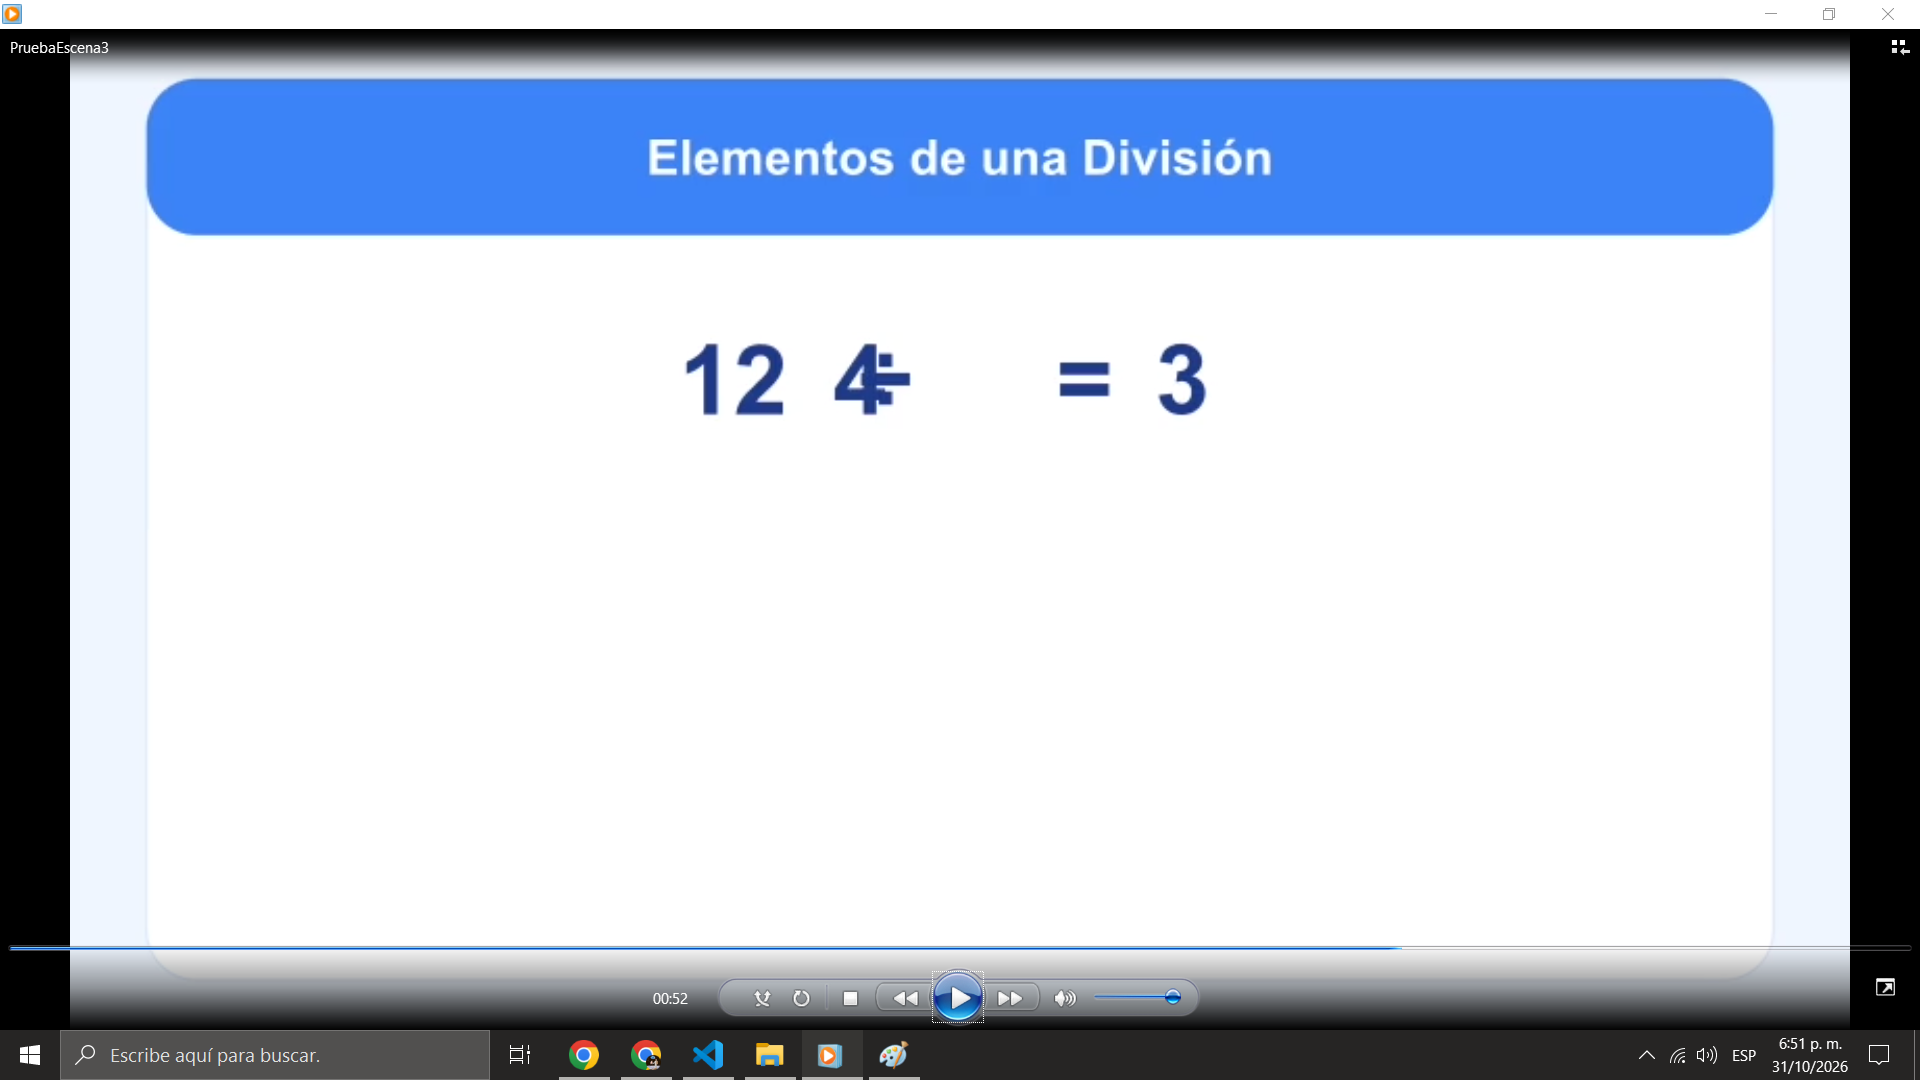 PruebaEscena3
Elementos de una División
12 4÷ = 3
00:52
Escribe aquí para buscar.
ESP
6:51 p. m.
31/10/2026